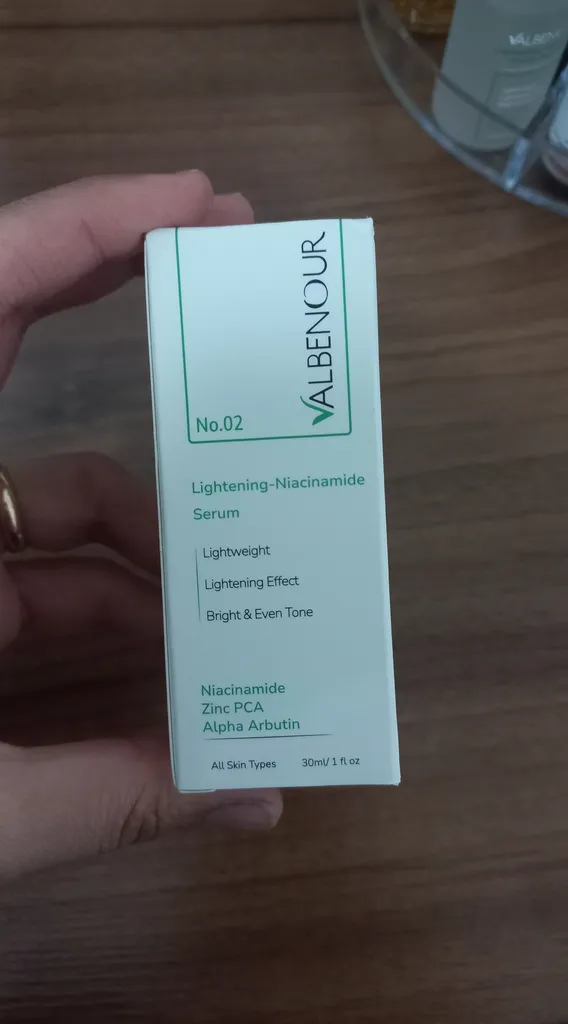 VALBENOUR
No.02
Lightening-Niacinamide
Serum
Lightweight
Lightening Effect
Bright & Even Tone
Niacinamide
Zinc PCA
Alpha Arbutin
All Skin Types 30ml/ 1 fl oz